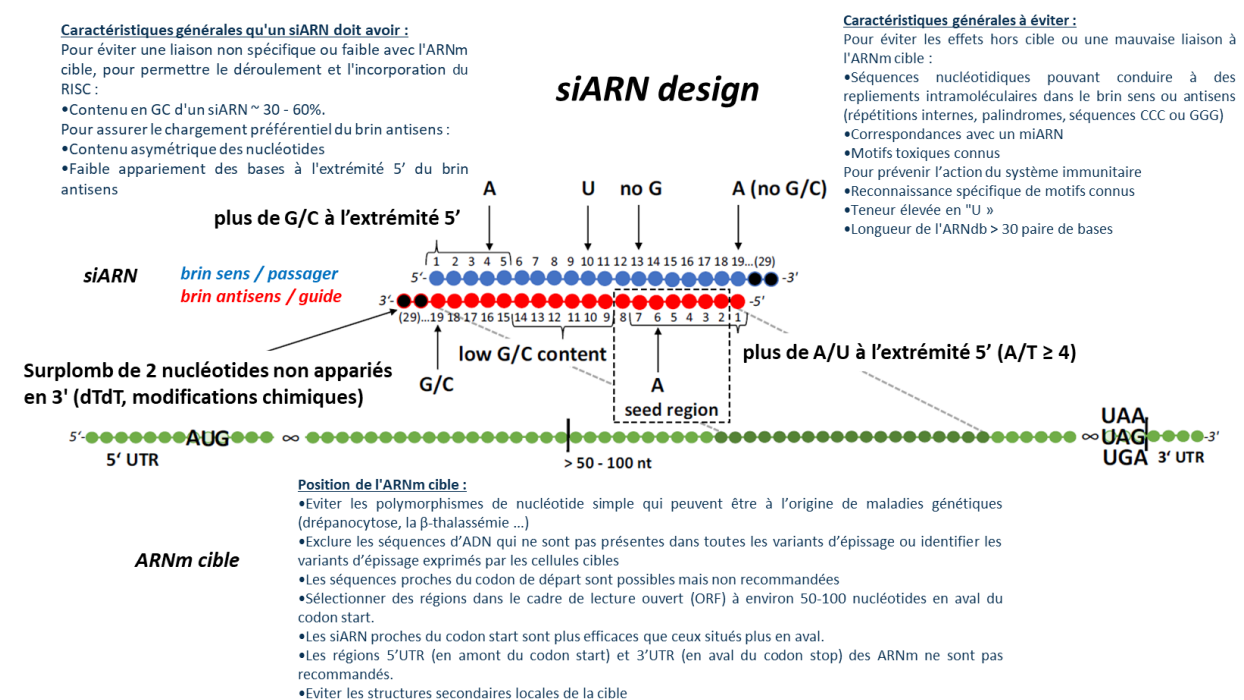 Caractéristiques générales qu'un siARN doit avoir :
Pour éviter une liaison non spécifique ou faible avec l'ARNm
cible, pour permettre le déroulement et l'incorporation du
RISC :
•Contenu en GC d'un siARN ~ 30 - 60%.
Pour assurer le chargement préférentiel du brin antisens :
•Contenu asymétrique des nucléotides
•Faible appariement des bases à l'extrémité 5’ du brin
antisens
siARN design
Caractéristiques générales à éviter :
Pour éviter les effets hors cible ou une mauvaise liaison à
l'ARNm cible :
•Séquences nucléotidiques pouvant conduire à des
repliements intramoléculaires dans le brin sens ou antisens
(répétitions internes, palindromes, séquences CCC ou GGG)
•Correspondances avec un miARN
•Motifs toxiques connus
Pour prévenir l’action du système immunitaire
•Reconnaissance spécifique de motifs connus
•Teneur élevée en "U »
•Longueur de l'ARNdb > 30 paire de bases
A U no G A (no G/C)
plus de G/C à l’extrémité 5’
1 2 3 4 5 6 7 8 9 10 11 12 13 14 15 16 17 18 19...(29)
siARN brin sens / passager 5’- -3’
brin antisens / guide 3’- -5’
(29)...19 18 17 16 15 14 13 12 11 10 9 8 7 6 5 4 3 2 1
low G/C content
plus de A/U à l’extrémité 5’ (A/T ≥ 4)
Surplomb de 2 nucléotides non appariés
en 3' (dTdT, modifications chimiques)
G/C
A
seed region
5’- AUG ∞ ∞ UAA
UAG -3’
UGA
5‘ UTR
> 50 - 100 nt
3’ UTR
Position de l'ARNm cible :
•Eviter les polymorphismes de nucléotide simple qui peuvent être à l’origine de maladies génétiques
(drépanocytose, la β-thalassémie …)
•Exclure les séquences d’ADN qui ne sont pas présentes dans toutes les variants d’épissage ou identifier les
variants d’épissage exprimés par les cellules cibles
•Les séquences proches du codon de départ sont possibles mais non recommandées
•Sélectionner des régions dans le cadre de lecture ouvert (ORF) à environ 50-100 nucléotides en aval du
codon start.
•Les siARN proches du codon start sont plus efficaces que ceux situés plus en aval.
•Les régions 5’UTR (en amont du codon start) et 3’UTR (en aval du codon stop) des ARNm ne sont pas
recommandés.
•Eviter les structures secondaires locales de la cible
ARNm cible